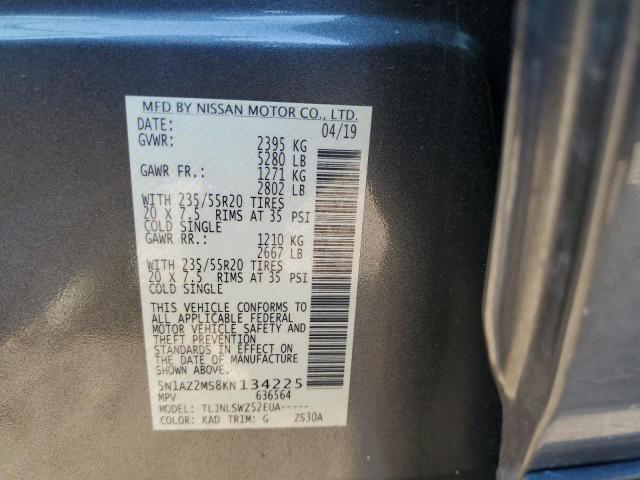 MFD BY NISSAN MOTOR CO., LTD.
DATE: 04/19
GVWR: 2395 KG
5280 LB
GAWR FR.: 1271 KG
2802 LB
WITH 235/55R20 TIRES
20 X 7.5 RIMS AT 35 PSI
COLD SINGLE
GAWR RR.: 1210 KG
2667 LB
WITH 235/55R20 TIRES
20 X 7.5 RIMS AT 35 PSI
COLD SINGLE
THIS VEHICLE CONFORMS TO
ALL APPLICABLE FEDERAL
MOTOR VEHICLE SAFETY AND
THEFT PREVENTION
STANDARDS IN EFFECT ON
THE DATE OF MANUFACTURE
SHOWN ABOVE.
5N1AZ2MS8KN134225
MPV 636564
MODEL: TLJNLSWZ52EUA-----
COLOR: KAD TRIM: G ZS30A